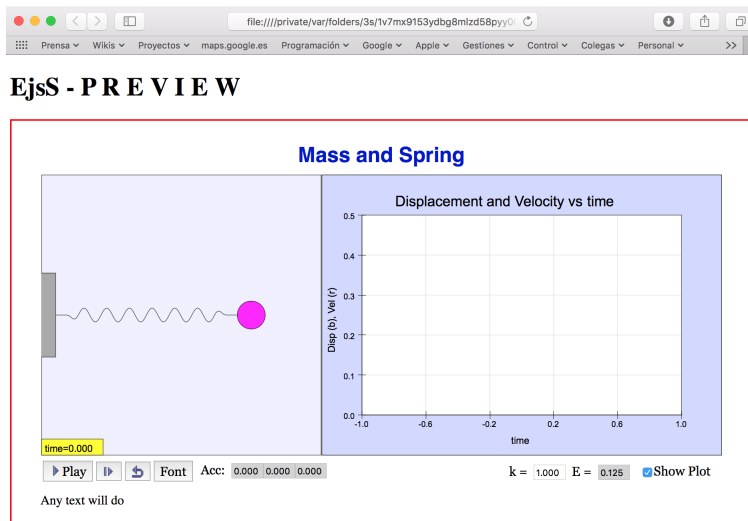 file:////private/var/folders/3s/1v7mx9153ydbg8mlzd58pyy0
Prensa Wikis Proyectos maps.google.es Programación Google Apple Gestiones Control Colegas Personal >>
EjsS - P R E V I E W
Mass and Spring
Displacement and Velocity vs time
0.5
0.4
0.3
0.2
0.1
0.0
Disp (b), Vel (r)
-1.0 -0.6 -0.2 0.2 0.6 1.0
time
time=0.000
Play Font Acc: 0.000 0.000 0.000 k = 1.000 E = 0.125 Show Plot
Any text will do